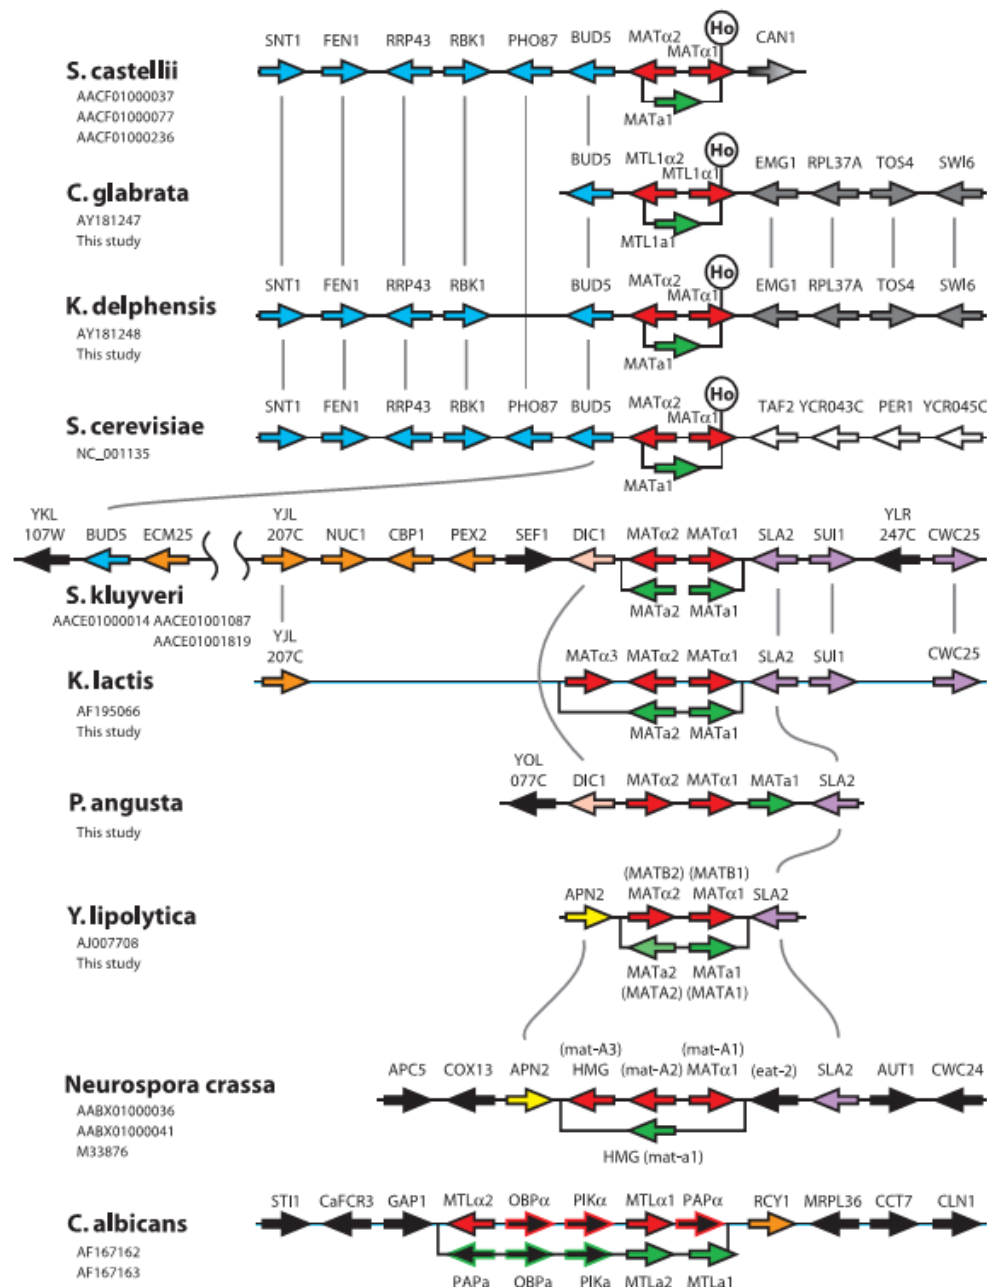 Ho
SNT1 FEN1 RRP43 RBK1 PHO87 BUD5 MATα2 MATα1 CAN1
S. castellii
AACF01000037
AACF01000077
AACF01000236
MATa1
Ho
BUD5 MTL1α2 MTL1α1 EMG1 RPL37A TOS4 SWI6
C. glabrata
AY181247
This study
MTL1a1
Ho
SNT1 FEN1 RRP43 RBK1 BUD5 MATα2 MATα1 EMG1 RPL37A TOS4 SWI6
K. delphensis
AY181248
This study
MATa1
Ho
SNT1 FEN1 RRP43 RBK1 PHO87 BUD5 MATα2 MATα1 TAF2 YCR043C PER1 YCR045C
S. cerevisiae
NC_001135
MATa1
YKL 107W BUD5 ECM25 YJL 207C NUC1 CBP1 PEX2 SEF1 DIC1 MATα2 MATα1 SLA2 SUI1 YLR 247C CWC25
S. kluyveri
MATa2 MATa1
AACE01000014 AACE01001087
AACE01001819
YJL 207C MATα3 MATα2 MATα1 SLA2 SUI1 CWC25
K. lactis
AF195066
This study
MATa2 MATa1
YOL 077C DIC1 MATα2 MATα1 MATa1 SLA2
P. angusta
This study
(MATB2) (MATB1)
APN2 MATα2 MATα1 SLA2
Y. lipolytica
AJ007708
This study
MATa2 MATa1
(MATA2) (MATA1)
(mat-A3) (mat-A1)
APC5 COX13 APN2 HMG (mat-A2) MATα1 (eat-2) SLA2 AUT1 CWC24
Neurospora crassa
AABX01000036
AABX01000041
M33876
HMG (mat-a1)
STI1 CaFCR3 GAP1 MTLα2 OBPα PIKα MTLα1 PAPα RCY1 MRPL36 CCT7 CLN1
C. albicans
AF167162
AF167163
PAPa OBPa PIKa MTLa2 MTLa1